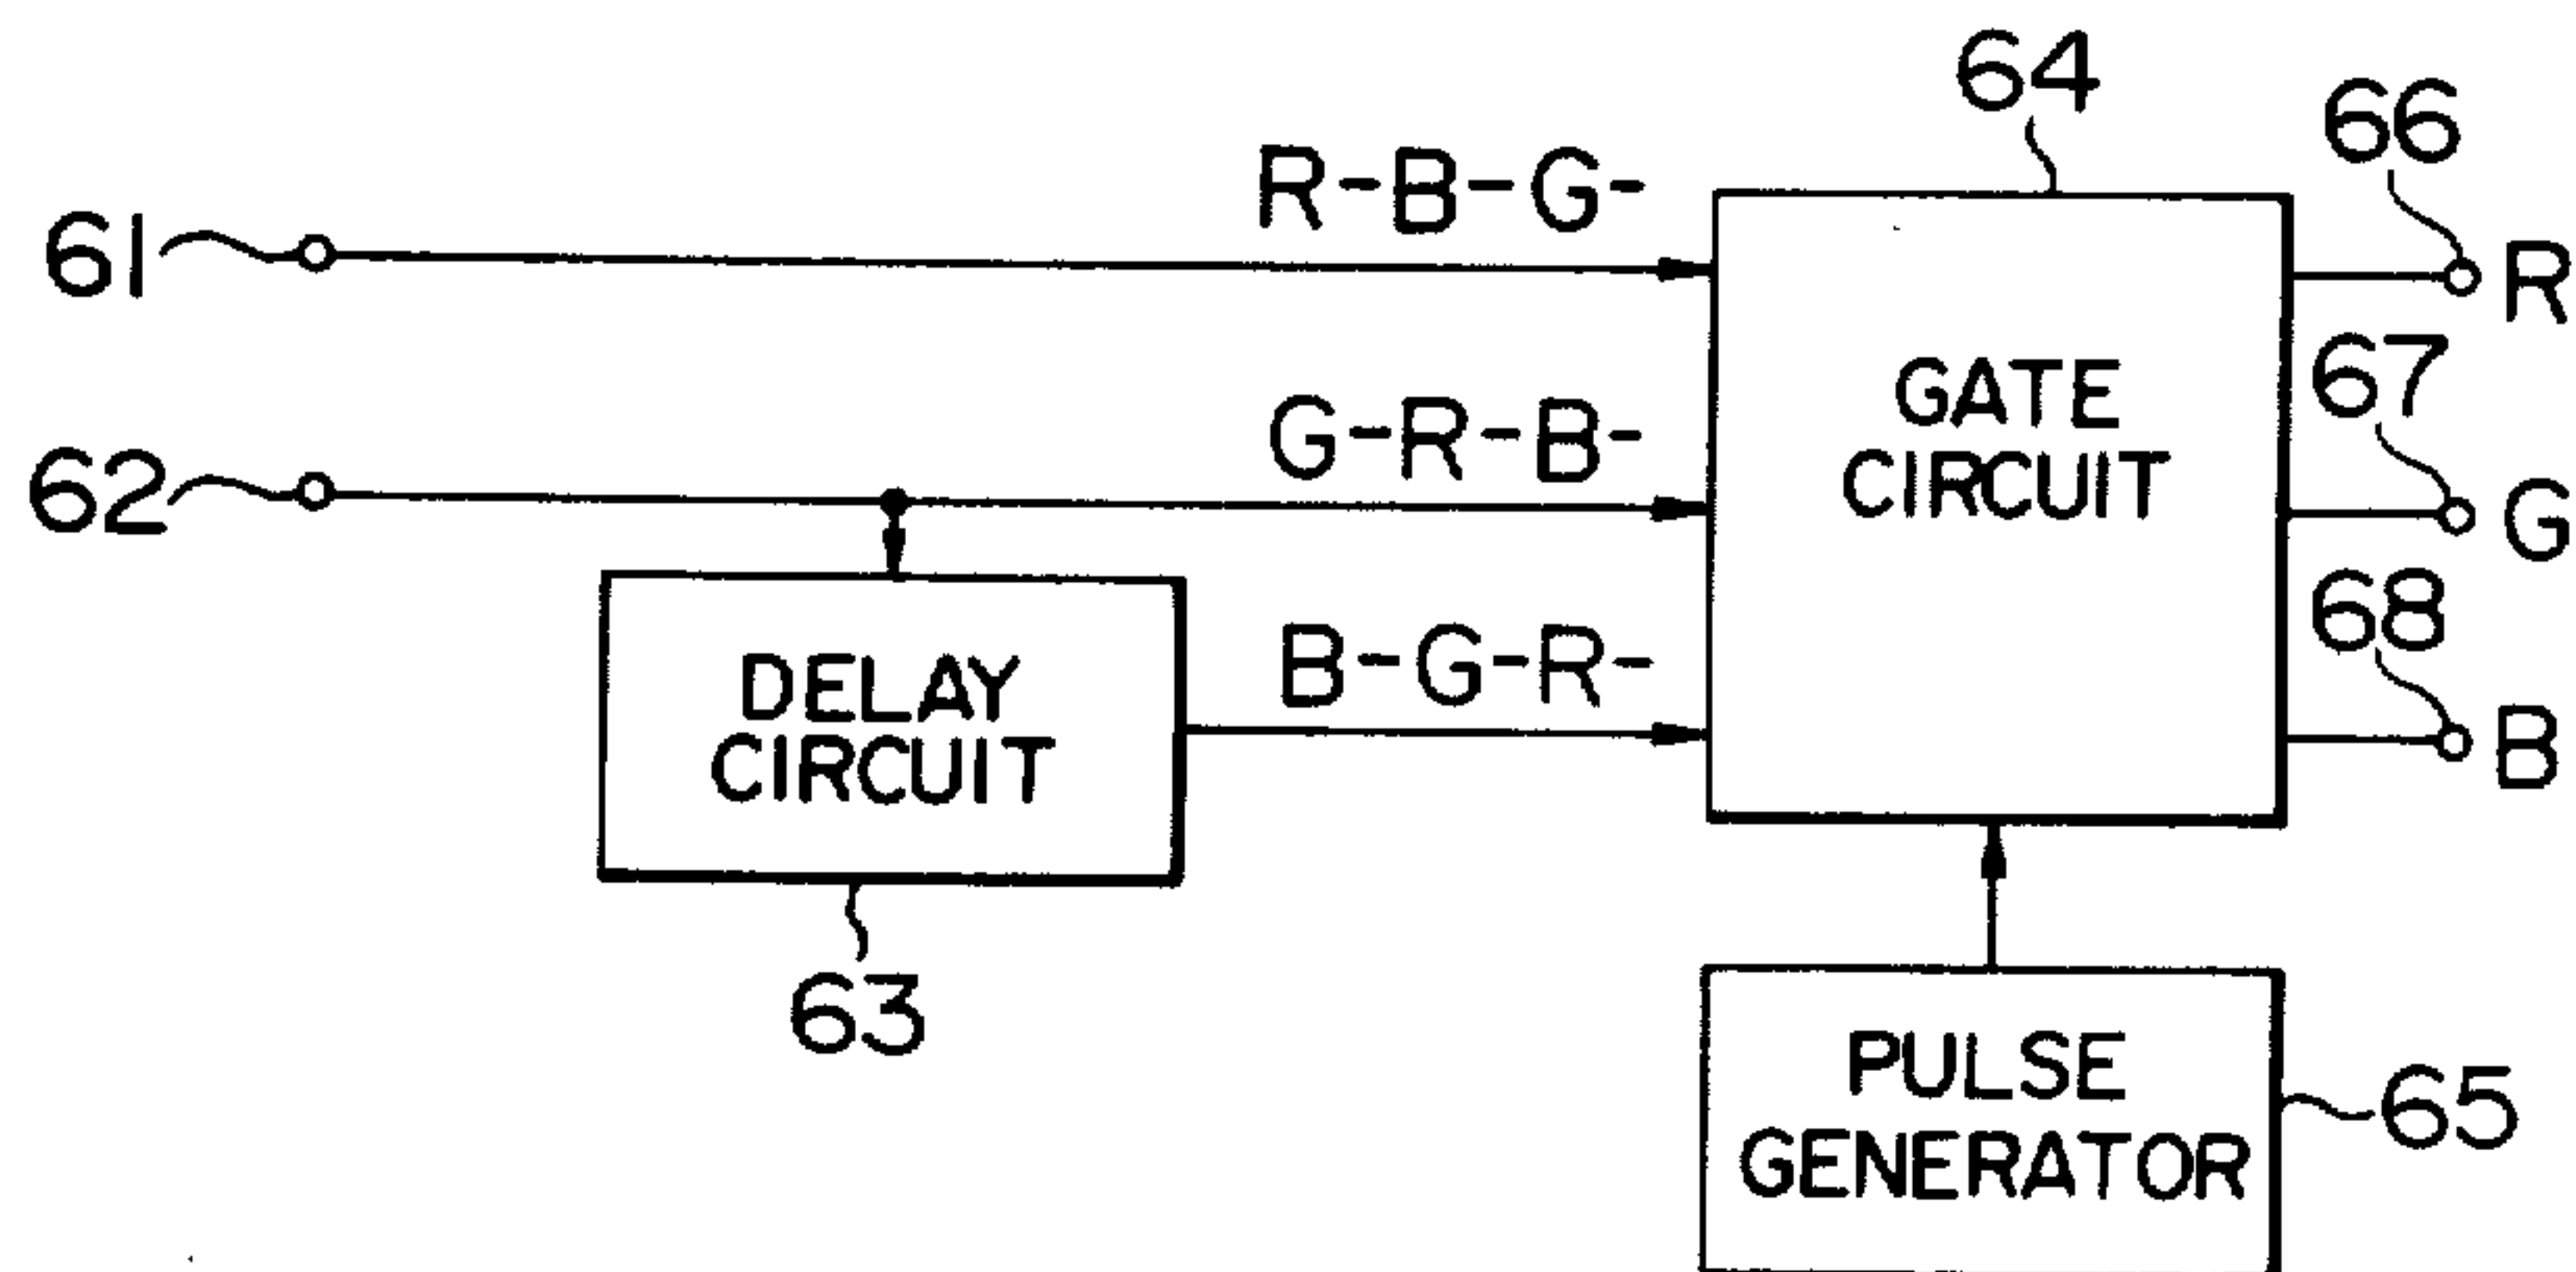 64
66
R-B-G-
61
R
67
GATE
CIRCUIT
G-R-B-
62
G
68
B-G-R-
DELAY
CIRCUIT
B
63
PULSE
GENERATOR
65